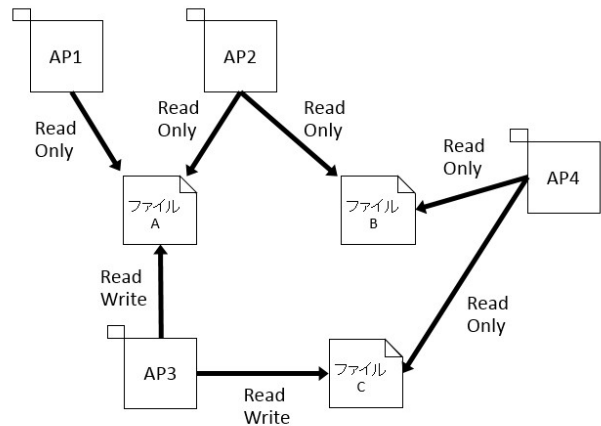 AP1
AP2
Read
Only
Read
Only
Read
Only
Read
Only
AP4
ファイル
A
ファイル
B
Read
Write
Read
Only
AP3
ファイル
C
Read
Write